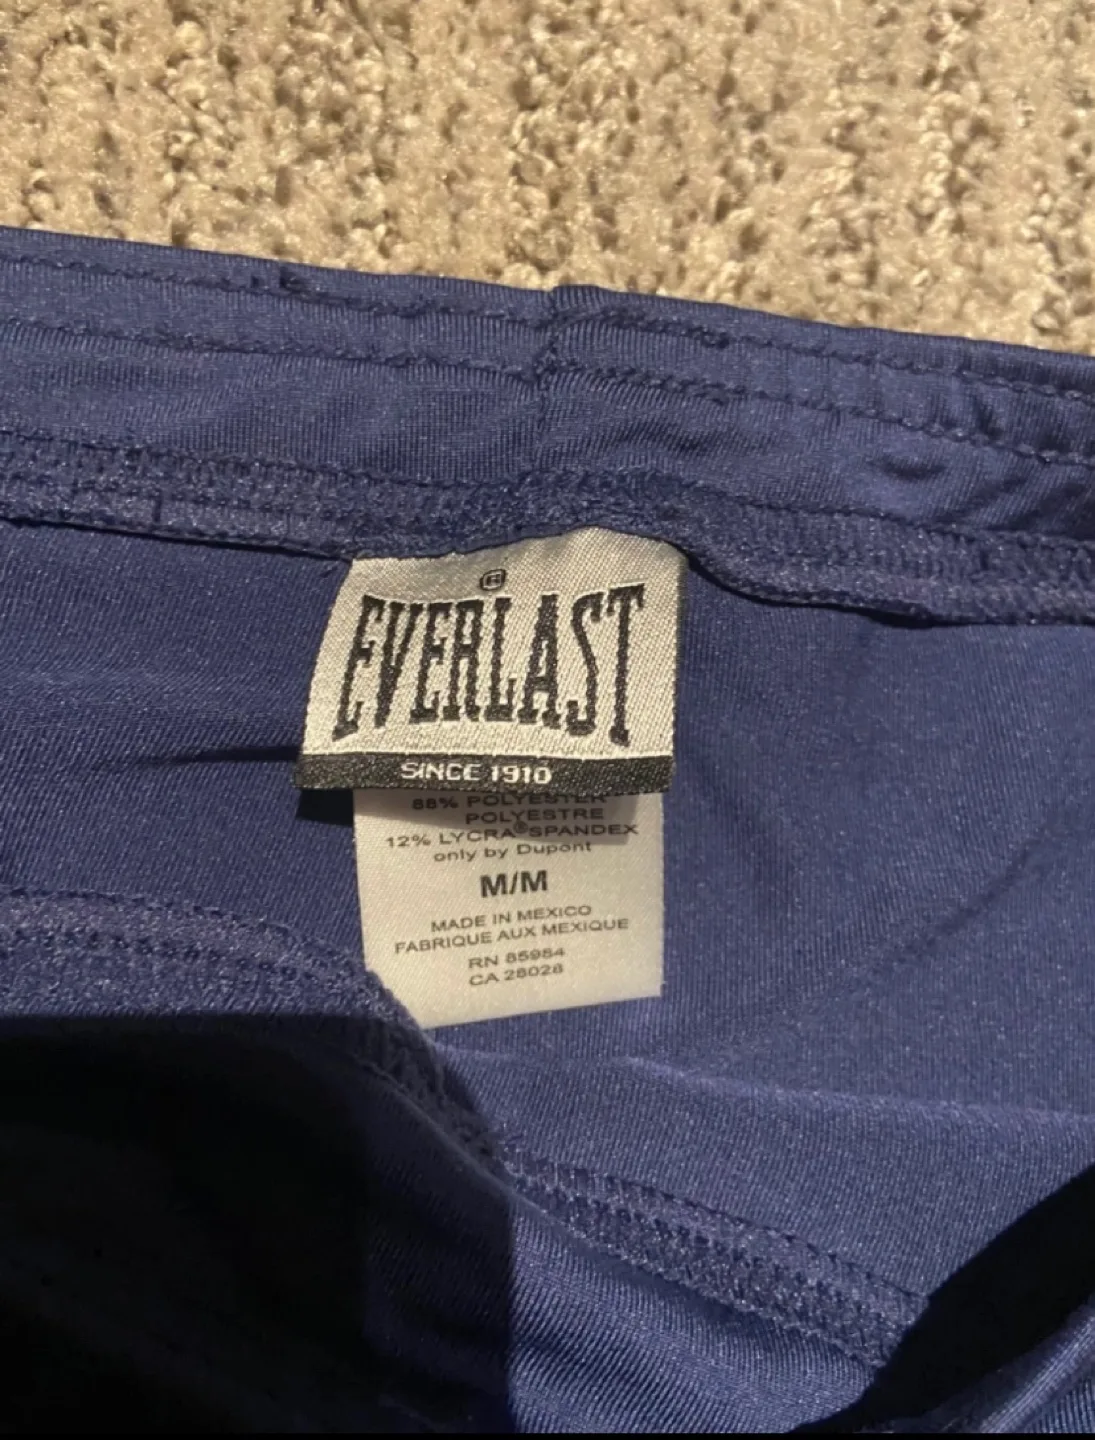 ®
EVERLAST
SINCE 1910
88% POLYESTER
POLYESTRE
12% LYCRA® SPANDEX
only by Dupont
M/M
MADE IN MEXICO
FABRIQUE AUX MEXIQUE
RN 85984
CA 28028